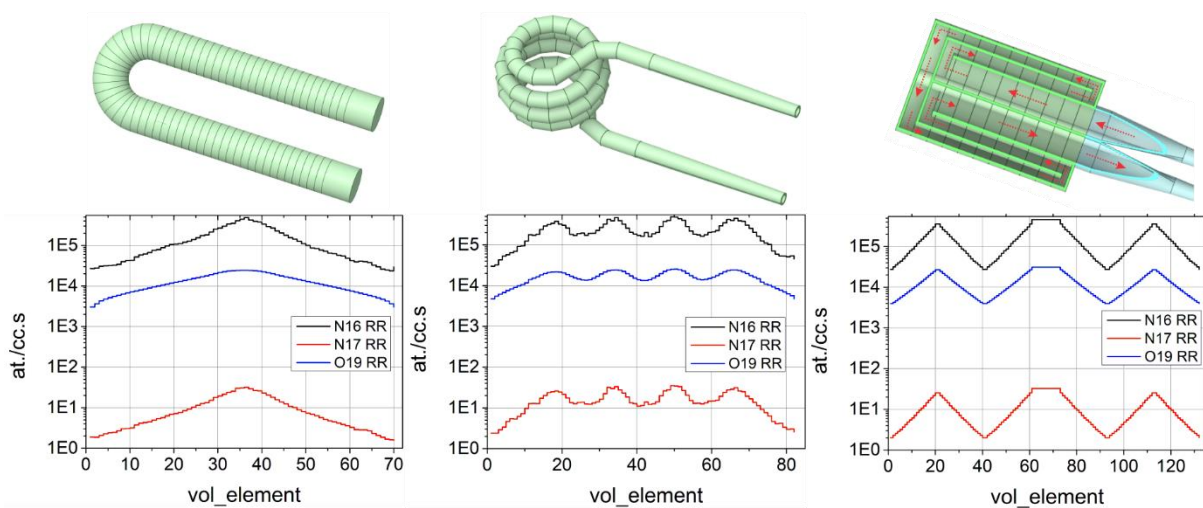 at./cc.s
1E5
1E4
1E3
1E2
1E1
1E0
N16 RR
N17 RR
O19 RR
0 10 20 30 40 50 60 70
vol_element
at./cc.s
1E5
1E4
1E3
1E2
1E1
1E0
N16 RR
N17 RR
O19 RR
0 20 40 60 80
vol_element
at./cc.s
1E5
1E4
1E3
1E2
1E1
1E0
N16 RR
N17 RR
O19 RR
0 20 40 60 80 100 120
vol_element